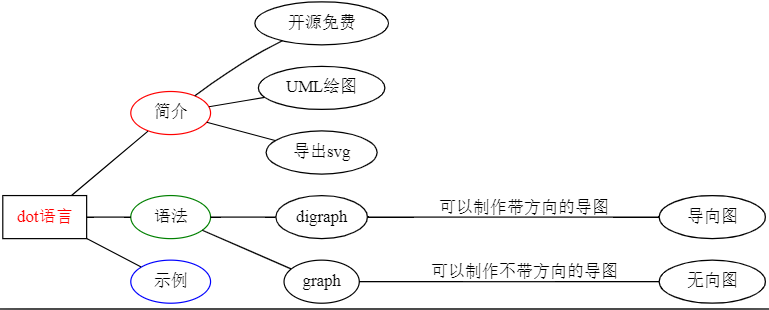 开源免费
UML绘图
简介
导出svg
dot语言
语法
digraph
可以制作带方向的导图
导向图
示例
graph
可以制作不带方向的导图
无向图